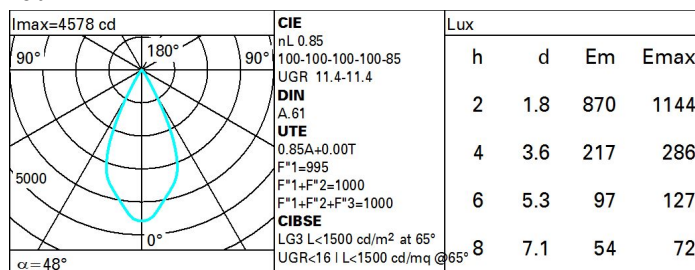 Imax=4578 cd
90° 180° 90°
5000
0°
α=48°
CIE
nL 0.85
100-100-100-100-85
UGR 11.4-11.4
DIN
A.61
UTE
0.85A+0.00T
F"1=995
F"1+F"2=1000
F"1+F"2+F"3=1000
CIBSE
LG3 L<1500 cd/m² at 65°
UGR<16 | L<1500 cd/mq @65°
Lux
h d Em Emax
2 1.8 870 1144
4 3.6 217 286
6 5.3 97 127
8 7.1 54 72